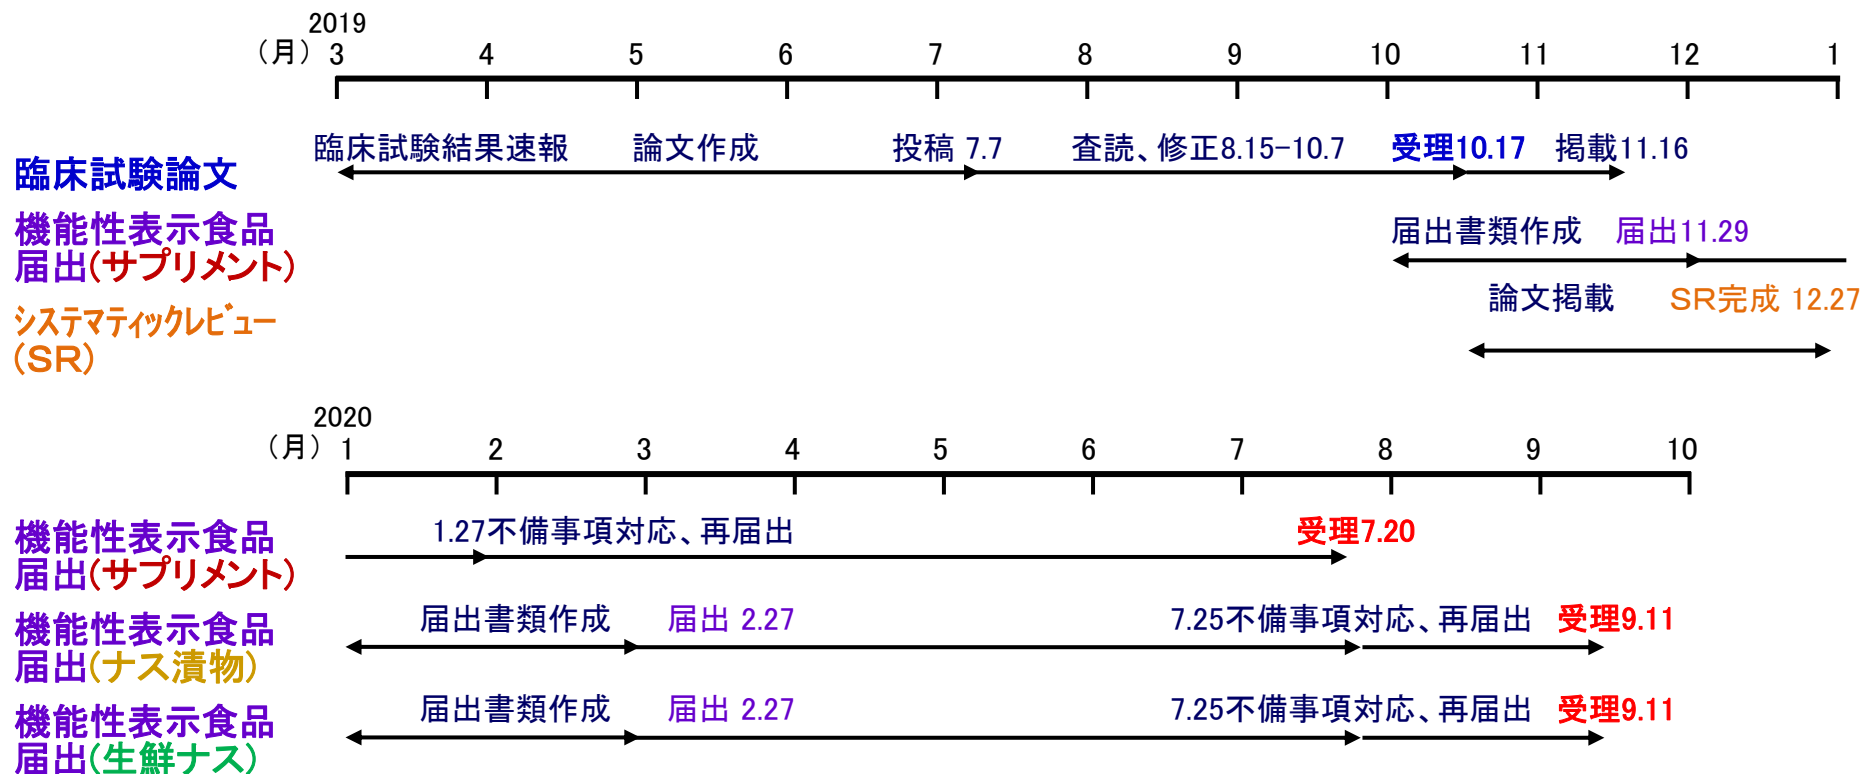 2019
（月） 3 4 5 6 7 8 9 10 11 12 1
臨床試験結果速報 論文作成 投稿 7.7 査読、修正8.15-10.7 受理10.17 掲載11.16
臨床試験論文
機能性表示食品
届出書類作成 届出11.29
届出(サプリメント)
論文掲載 ＳＲ完成 12.27
ｼｽﾃﾏﾃｨｯｸﾚﾋﾞｭｰ
(ＳＲ)
2020
（月） 1 2 3 4 5 6 7 8 9 10
機能性表示食品
1.27不備事項対応、再届出 受理7.20
届出(サプリメント)
機能性表示食品
届出書類作成 届出 2.27 7.25不備事項対応、再届出 受理9.11
届出(ナス漬物)
機能性表示食品
届出書類作成 届出 2.27 7.25不備事項対応、再届出 受理9.11
届出(生鮮ナス)